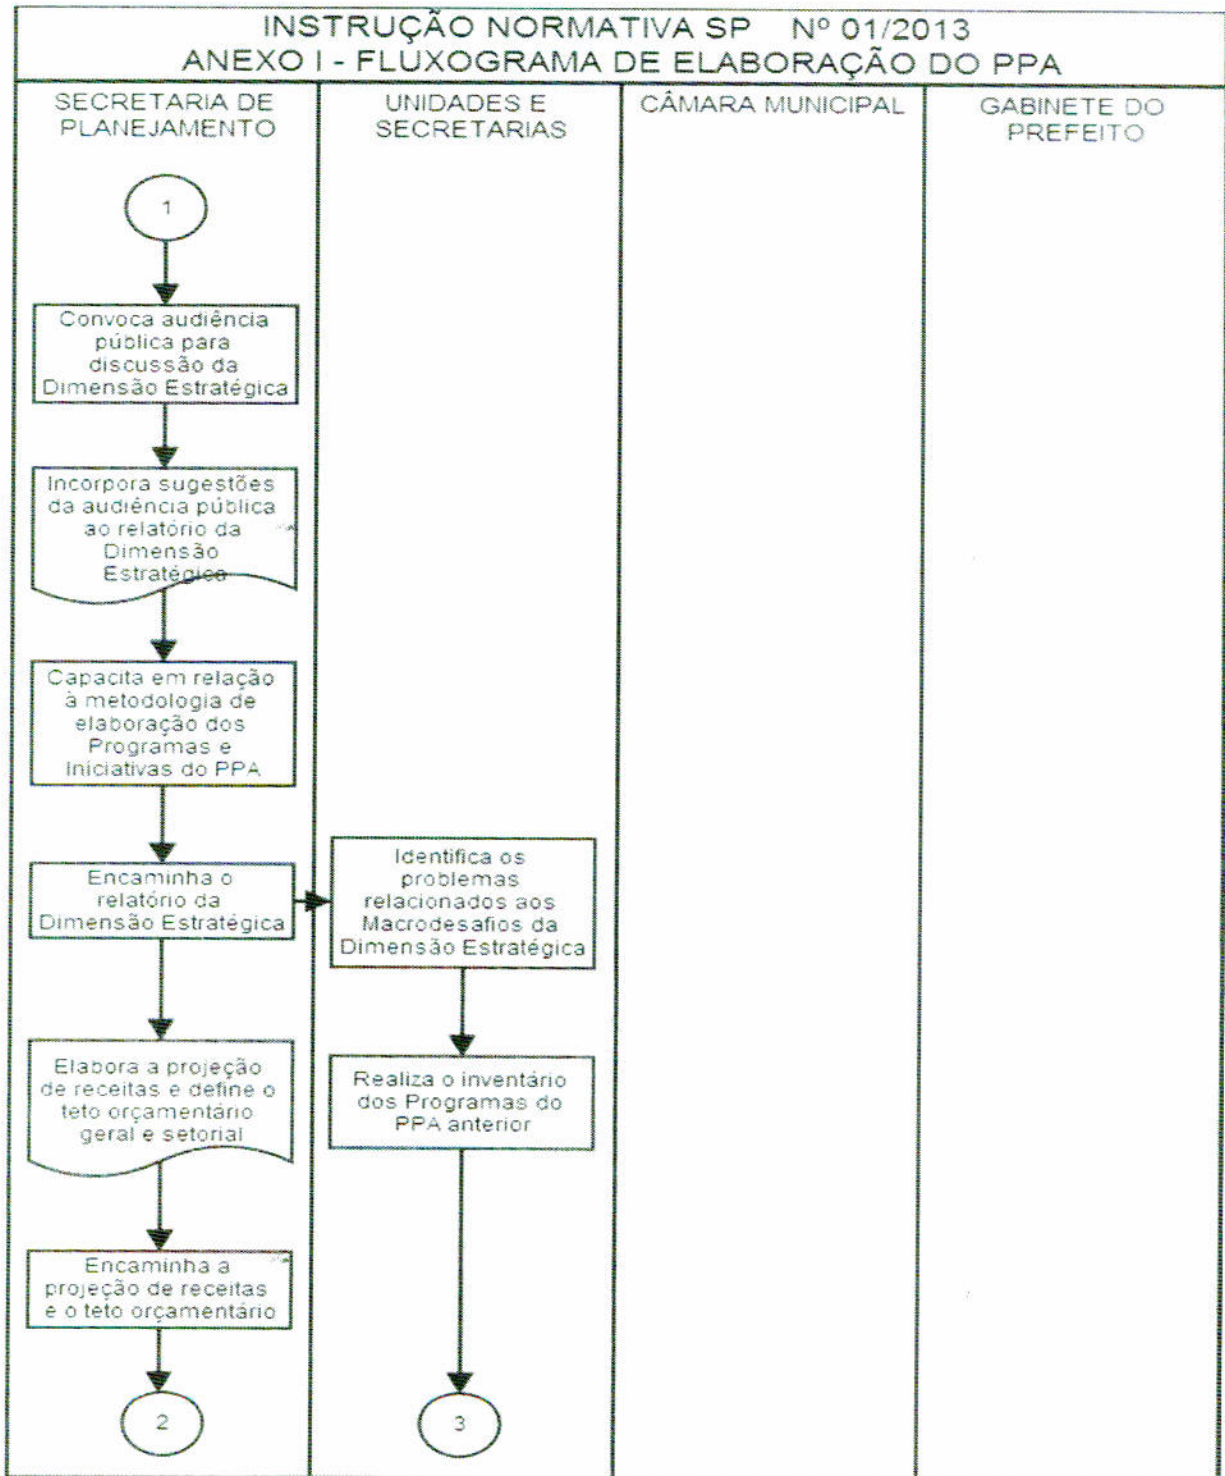 INSTRUÇÃO NORMATIVA SP Nº 01/2013
ANEXO I - FLUXOGRAMA DE ELABORAÇÃO DO PPA
SECRETARIA DE
PLANEJAMENTO
UNIDADES E
SECRETARIAS
CÂMARA MUNICIPAL
GABINETE DO
PREFEITO
1
Convoca audiência
pública para
discussão da
Dimensão Estratégica
Incorpora sugestões
da audiência pública
ao relatório da
Dimensão
Estratégica
Capacita em relação
à metodologia de
elaboração dos
Programas e
Iniciativas do PPA
Encaminha o
relatório da
Dimensão Estratégica
Identifica os
problemas
relacionados aos
Macrodesafios da
Dimensão Estratégica
Elabora a projeção
de receitas e define o
teto orçamentário
geral e setorial
Realiza o inventário
dos Programas do
PPA anterior
Encaminha a
projeção de receitas
e o teto orçamentário
2
3